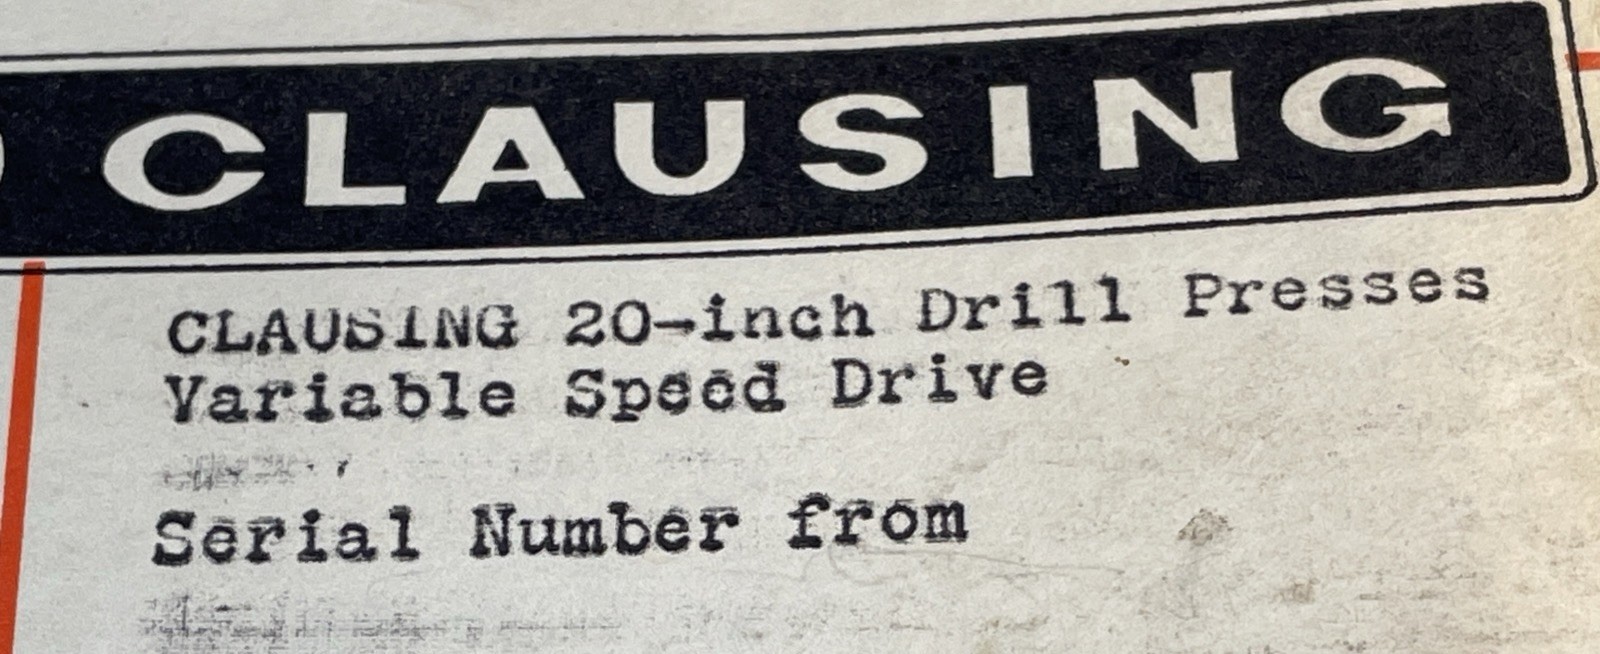 CLAUSING
CLAUSING 20-inch Drill Presses
Variable Speed Drive
Serial Number from